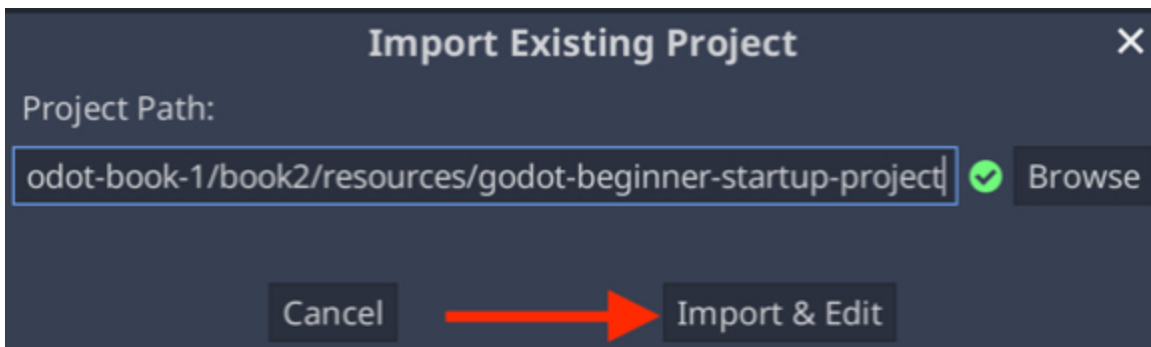 Import Existing Project
Project Path:
odot-book-1/book2/resources/godot-beginner-startup-project Browse
Cancel Import & Edit